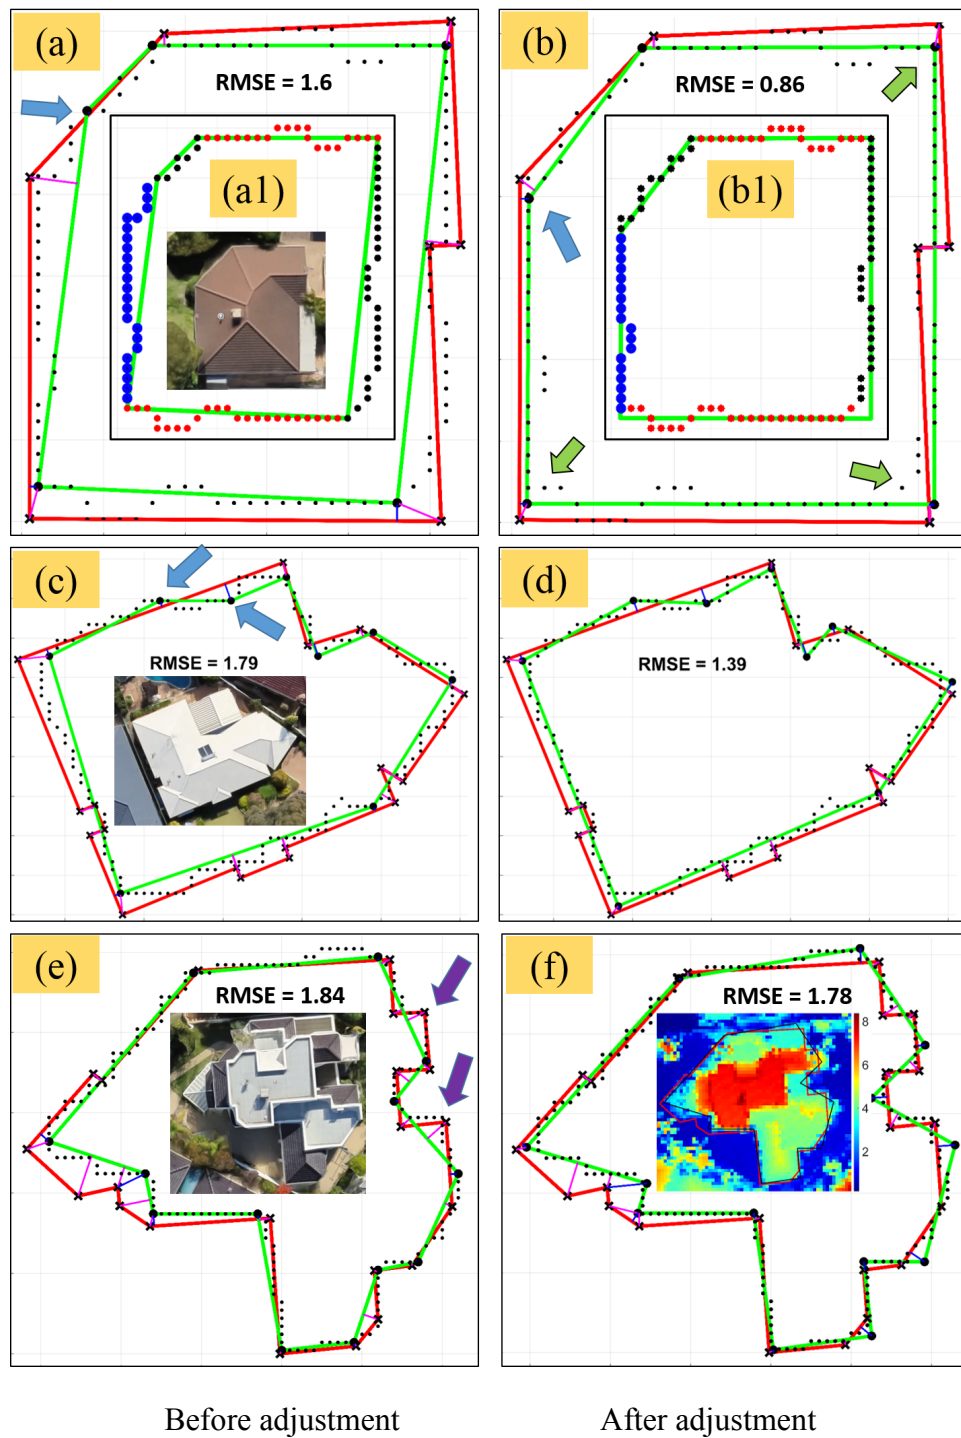 (a)
(b)
RMSE = 1.6
RMSE = 0.86
(a1)
(b1)
(c)
(d)
RMSE = 1.79
RMSE = 1.39
(e)
(f)
RMSE = 1.84
RMSE = 1.78
8
6
4
2
Before adjustment
After adjustment